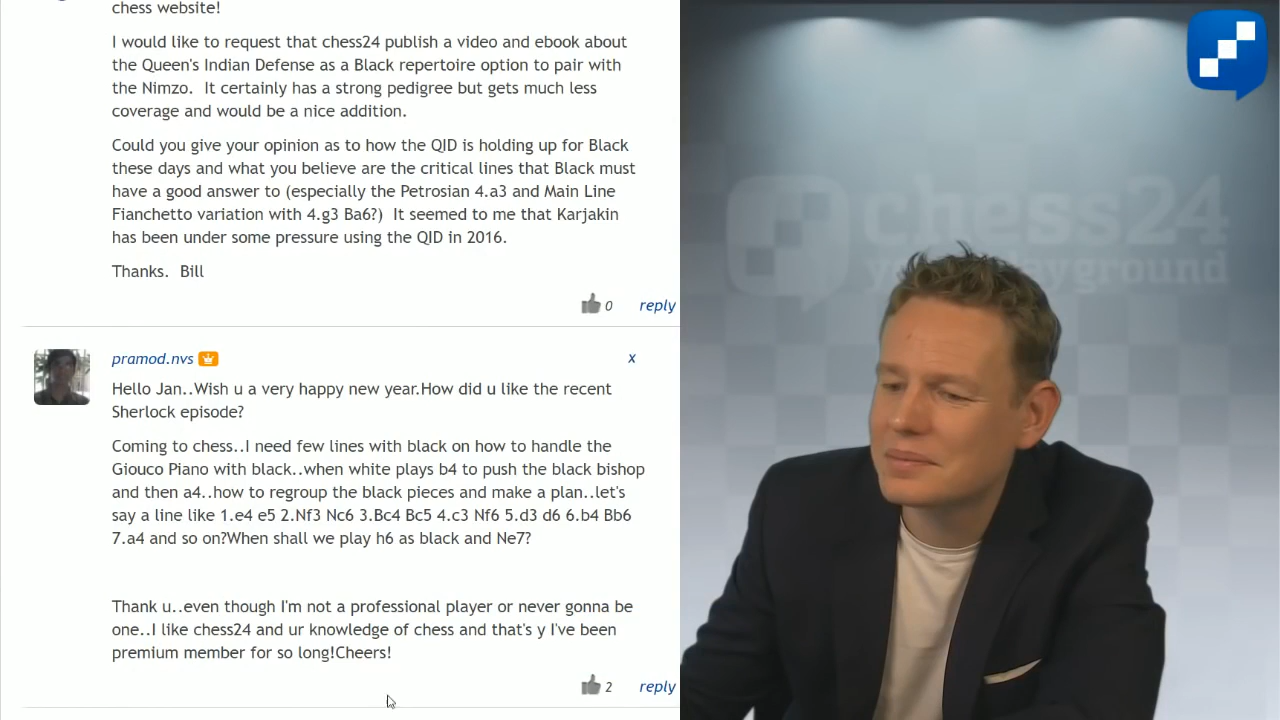 chess website!
I would like to request that chess24 publish a video and ebook about
the Queen's Indian Defense as a Black repertoire option to pair with
the Nimzo.  It certainly has a strong pedigree but gets much less
coverage and would be a nice addition.
Could you give your opinion as to how the QID is holding up for Black
these days and what you believe are the critical lines that Black must
have a good answer to (especially the Petrosian 4.a3 and Main Line
Fianchetto variation with 4.g3 Ba6?)  It seemed to me that Karjakin
has been under some pressure using the QID in 2016.
Thanks.  Bill
0 reply
pramod.nvs x
Hello Jan..Wish u a very happy new year.How did u like the recent
Sherlock episode?
Coming to chess..I need few lines with black on how to handle the
Giouco Piano with black..when white plays b4 to push the black bishop
and then a4..how to regroup the black pieces and make a plan..let's
say a line like 1.e4 e5 2.Nf3 Nc6 3.Bc4 Bc5 4.c3 Nf6 5.d3 d6 6.b4 Bb6
7.a4 and so on?When shall we play h6 as black and Ne7?
Thank u..even though I'm not a professional player or never gonna be
one..I like chess24 and ur knowledge of chess and that's y I've been
premium member for so long!Cheers!
2 reply
chess24
playground